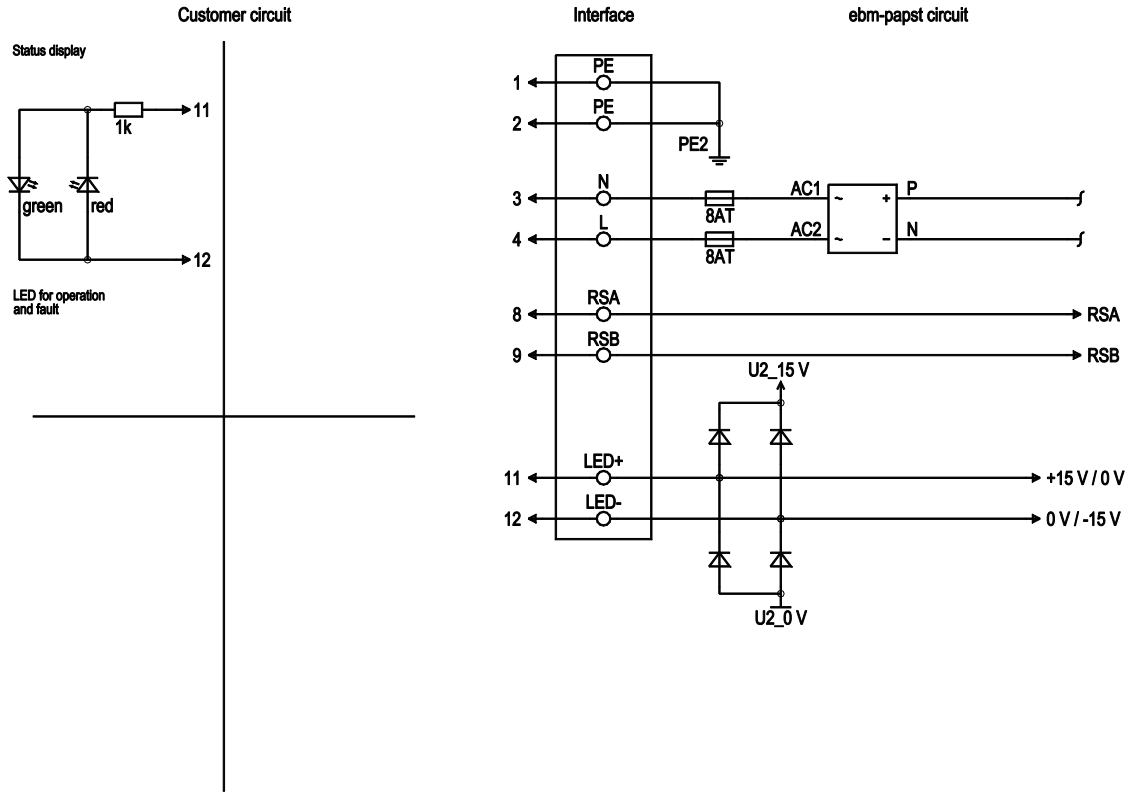 Customer circuit
Interface
ebm-papst circuit
Status display
11
1k
green
red
12
LED for operation
and fault
1
PE
2
PE
PE2
3
N
8AT
AC1
~
+
P
4
L
8AT
AC2
~
–
N
8
RSA
RSA
9
RSB
RSB
U2_15 V
11
LED+
+15 V / 0 V
12
LED-
0 V / -15 V
U2_0 V